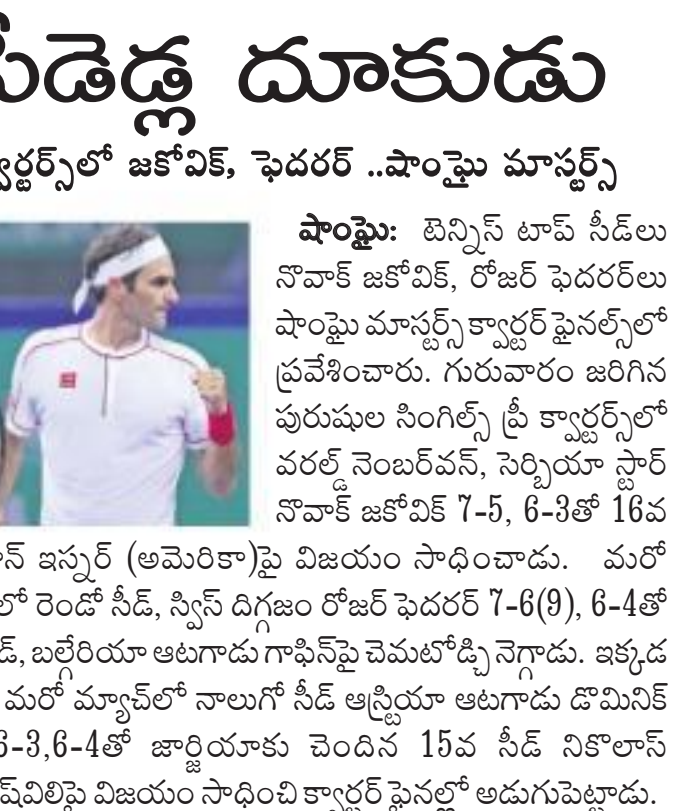 దూకుడు
జకోవిక్, ఫెదరర్ ..షాంఘై మాస్టర్స్
షాంఘై: టెన్నిస్ టాప్ సీడ్‌లు
నొవాక్ జకోవిక్, రోజర్ ఫెదరర్‌లు
షాంఘై మాస్టర్స్ క్వార్టర్ ఫైనల్స్‌లో
ప్రవేశించారు. గురువారం జరిగిన
పురుషుల సింగిల్స్ ప్రీ క్వార్టర్స్‌లో
వరల్డ్ నెంబర్‌వన్, సెర్బియా స్టార్
నొవాక్ జకోవిక్ 7-5, 6-3తో 16వ
ఇస్నర్ (అమెరికా)పై విజయం సాధించాడు. మరో
రెండో సీడ్, స్విస్ దిగ్గజం రోజర్ ఫెదరర్ 7-6(9), 6-4తో
బల్గేరియా ఆటగాడు గాఫిన్‌పై చెమటోడ్చి నెగ్గాడు. ఇక్కడ
మరో మ్యాచ్‌లో నాలుగో సీడ్ ఆస్ట్రియా ఆటగాడు డొమినిక్
6-3,6-4తో జార్జియాకు చెందిన 15వ సీడ్ నికొలాస్
విజయం సాధించి క్వార్టర్ ఫైనల్లో అడుగుపెట్టాడు.